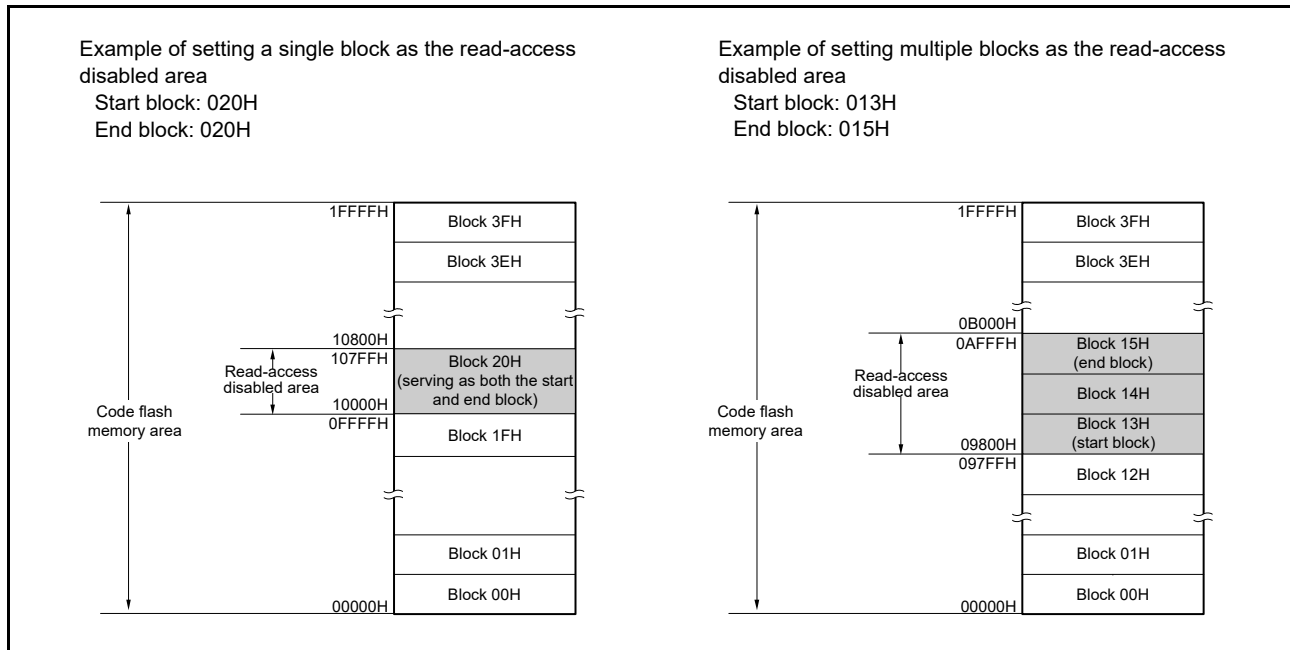 Example of setting a single block as the read-access
disabled area
Start block: 020H
End block: 020H
1FFFFH
Block 3FH
Block 3EH
10800H
107FFH
Block 20H
(serving as both the start
and end block)
Read-access
disabled area
10000H
0FFFFH
Block 1FH
Code flash
memory area
Block 01H
Block 00H
00000H
Example of setting multiple blocks as the read-access
disabled area
Start block: 013H
End block: 015H
1FFFFH
Block 3FH
Block 3EH
0B000H
0AFFFH
Block 15H
(end block)
Read-access
disabled area
Block 14H
Block 13H
(start block)
09800H
097FFH
Block 12H
Code flash
memory area
Block 01H
Block 00H
00000H